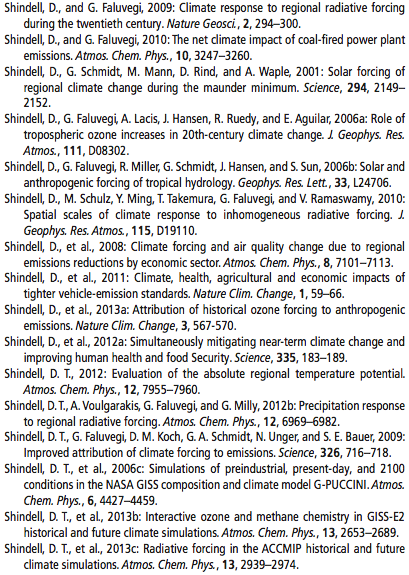 Shindell, D., and G. Faluvegi, 2009: Climate response to regional radiative forcing
during the twentieth century. Nature Geosci., 2, 294–300.
Shindell, D., and G. Faluvegi, 2010: The net climate impact of coal-fired power plant
emissions. Atmos. Chem. Phys., 10, 3247–3260.
Shindell, D., G. Schmidt, M. Mann, D. Rind, and A. Waple, 2001: Solar forcing of
regional climate change during the maunder minimum. Science, 294, 2149–
2152.
Shindell, D., G. Faluvegi, A. Lacis, J. Hansen, R. Ruedy, and E. Aguilar, 2006a: Role of
tropospheric ozone increases in 20th-century climate change. J. Geophys. Res.
Atmos., 111, D08302.
Shindell, D., G. Faluvegi, R. Miller, G. Schmidt, J. Hansen, and S. Sun, 2006b: Solar and
anthropogenic forcing of tropical hydrology. Geophys. Res. Lett., 33, L24706.
Shindell, D., M. Schulz, Y. Ming, T. Takemura, G. Faluvegi, and V. Ramaswamy, 2010:
Spatial scales of climate response to inhomogeneous radiative forcing. J.
Geophys. Res. Atmos., 115, D19110.
Shindell, D., et al., 2008: Climate forcing and air quality change due to regional
emissions reductions by economic sector. Atmos. Chem. Phys., 8, 7101–7113.
Shindell, D., et al., 2011: Climate, health, agricultural and economic impacts of
tighter vehicle-emission standards. Nature Clim. Change, 1, 59–66.
Shindell, D., et al., 2013a: Attribution of historical ozone forcing to anthropogenic
emissions. Nature Clim. Change, 3, 567-570.
Shindell, D., et al., 2012a: Simultaneously mitigating near-term climate change and
improving human health and food Security. Science, 335, 183–189.
Shindell, D. T., 2012: Evaluation of the absolute regional temperature potential.
Atmos. Chem. Phys., 12, 7955–7960.
Shindell, D. T., A. Voulgarakis, G. Faluvegi, and G. Milly, 2012b: Precipitation response
to regional radiative forcing. Atmos. Chem. Phys., 12, 6969–6982.
Shindell, D. T., G. Faluvegi, D. M. Koch, G. A. Schmidt, N. Unger, and S. E. Bauer, 2009:
Improved attribution of climate forcing to emissions. Science, 326, 716–718.
Shindell, D. T., et al., 2006c: Simulations of preindustrial, present-day, and 2100
conditions in the NASA GISS composition and climate model G-PUCCINI. Atmos.
Chem. Phys., 6, 4427–4459.
Shindell, D. T., et al., 2013b: Interactive ozone and methane chemistry in GISS-E2
historical and future climate simulations. Atmos. Chem. Phys., 13, 2653–2689.
Shindell, D. T., et al., 2013c: Radiative forcing in the ACCMIP historical and future
climate simulations. Atmos. Chem. Phys., 13, 2939–2974.